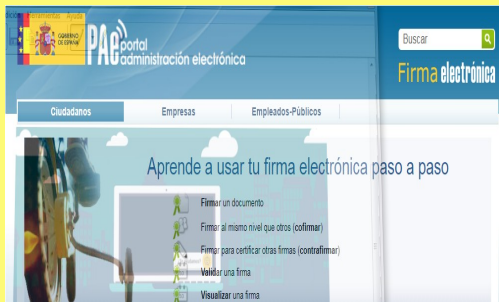 Herramientas Ayuda
GOBIERNO
DE ESPAÑA
PAe portal
administración electrónica
Buscar
Firma electrónica
Ciudadanos Empresas Empleados-Públicos
Aprende a usar tu firma electrónica paso a paso
Firmar un documento
Firmar al mismo nivel que otros (cofirmar)
Firmar para certificar otras firmas (contrafirmar)
Validar una firma
Visualizar una firma